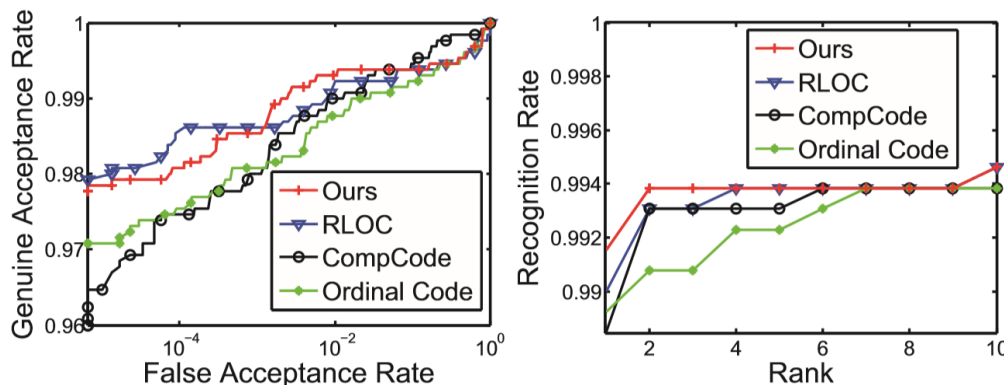 Genuine Acceptance Rate
1
0.99
0.98
0.97
0.96
10^-4
10^-2
10^0
False Acceptance Rate
Ours
RLOC
CompCode
Ordinal Code
Recognition Rate
1
0.998
0.996
0.994
0.992
0.99
2
4
6
8
10
Rank
Ours
RLOC
CompCode
Ordinal Code